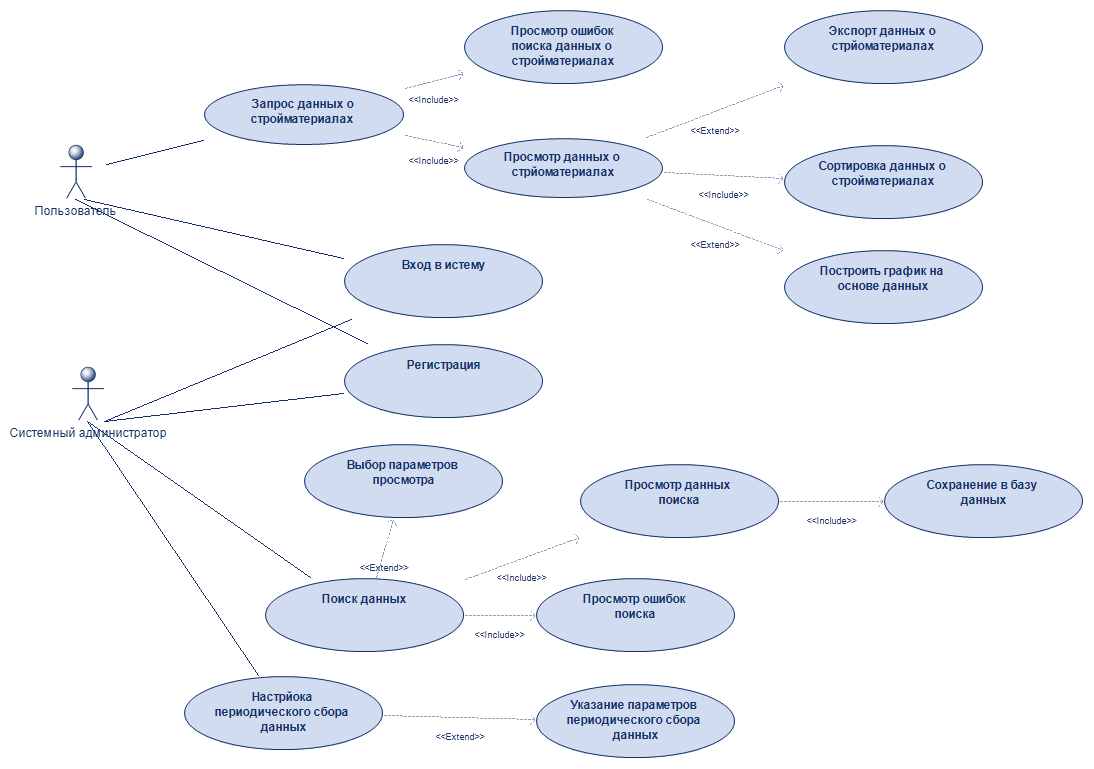 Просмотр ошибок
поиска данных о
стройматериалах
Экспорт данных о
стрйоматериалах
Запрос данных о
стройматериалах
<<Include>>
<<Extend>>
<<Include>>
Просмотр данных о
стрйоматериалах
Сортировка данных о
стройматериалах
<<Include>>
Пользователь
<<Extend>>
Вход в истему
Построить график на
основе данных
Регистрация
Системный администратор
Выбор параметров
просмотра
Просмотр данных
поиска
Сохранение в базу
данных
<<Include>>
<<Extend>>
<<Include>>
Поиск данных
Просмотр ошибок
поиска
<<Include>>
Настрйока
периодического сбора
данных
Указание параметров
периодического сбора
данных
<<Extend>>